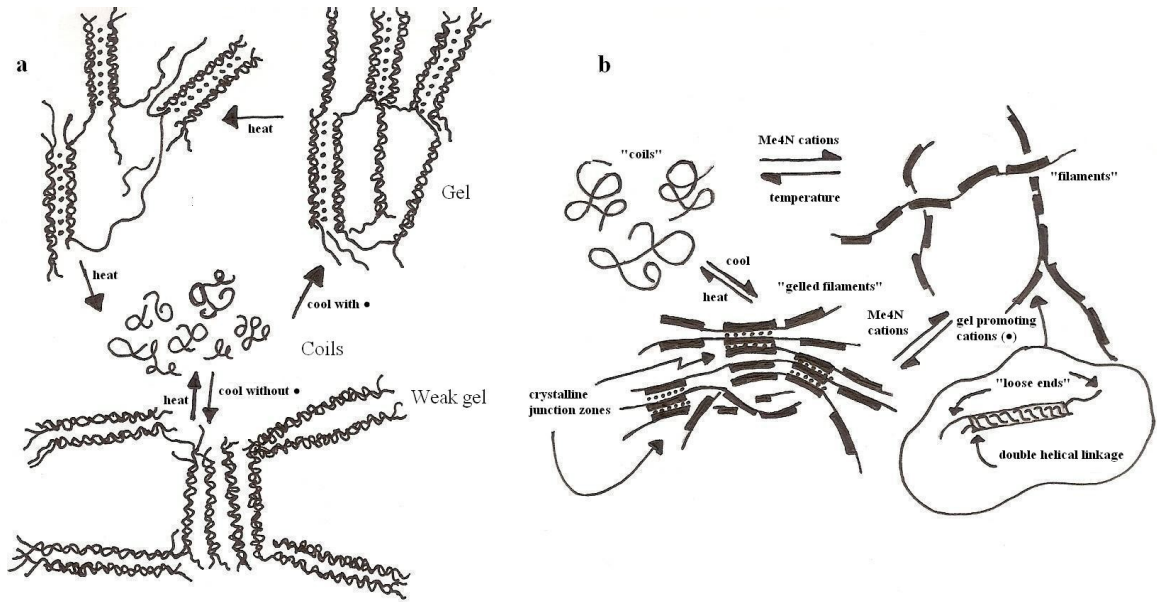 a
heat
Gel
heat
cool with •
Coils
heat
cool without •
Weak gel
b
"coils"
Me4N cations
temperature
"filaments"
cool
heat
"gelled filaments"
Me4N
cations
gel promoting
cations (•)
crystalline
junction zones
"loose ends"
double helical linkage